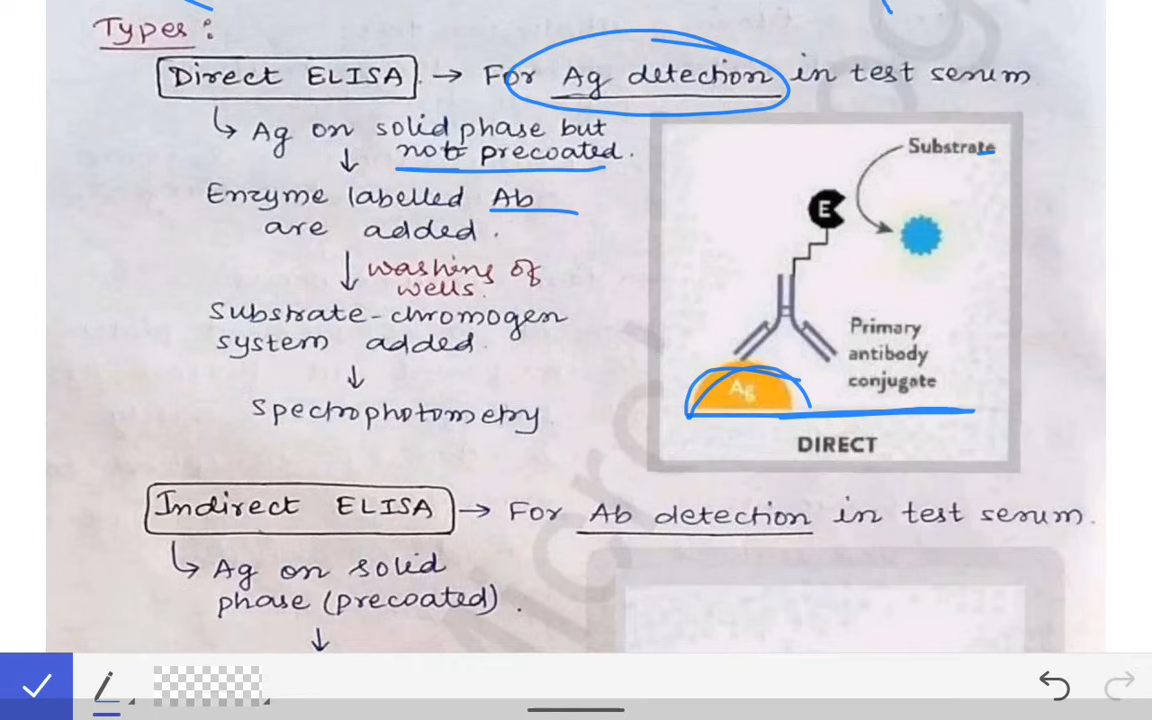 Types :
Direct ELISA → For Ag detection in test serum
↳ Ag on solid phase but
not precoated.
↓
Enzyme labelled Ab
are added.
↓ washing of
wells.
Substrate-chromogen
system added.
↓
Spectrophotometry
Substrate
E
Primary
antibody
conjugate
Ag
DIRECT
Indirect ELISA → For Ab detection in test serum.
↳ Ag on solid
phase (precoated).
↓